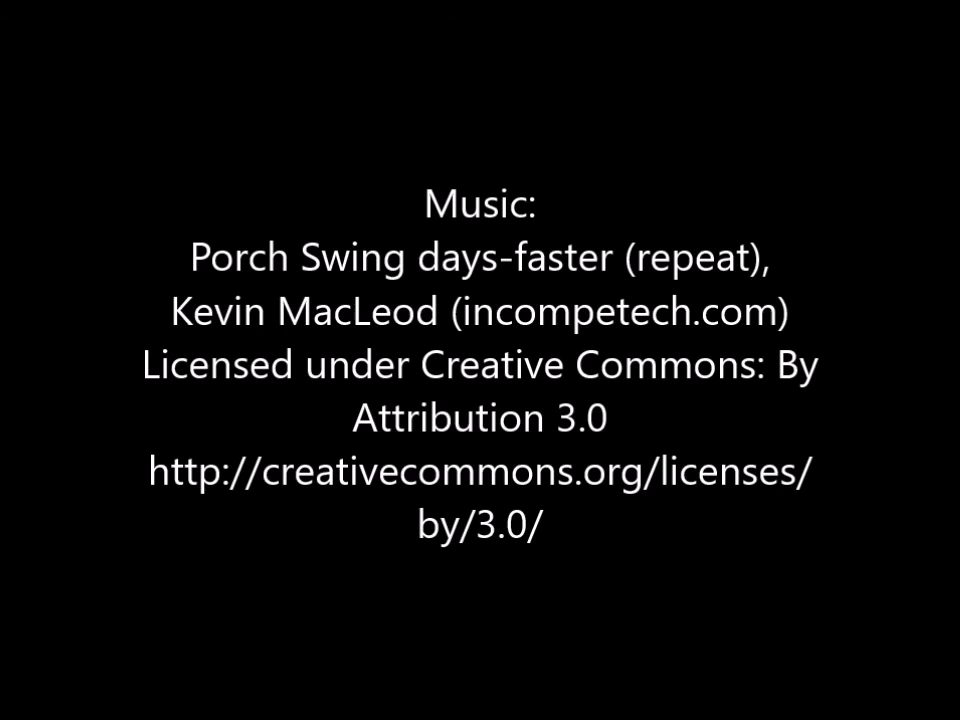 Music:
Porch Swing days-faster (repeat),
Kevin MacLeod (incompetech.com)
Licensed under Creative Commons: By
Attribution 3.0
http://creativecommons.org/licenses/
by/3.0/